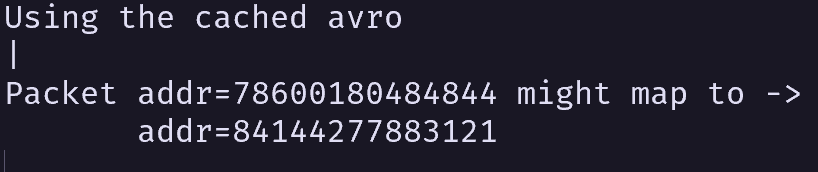 Using the cached avro
|
Packet addr=78600180484844 might map to ->
addr=84144277883121